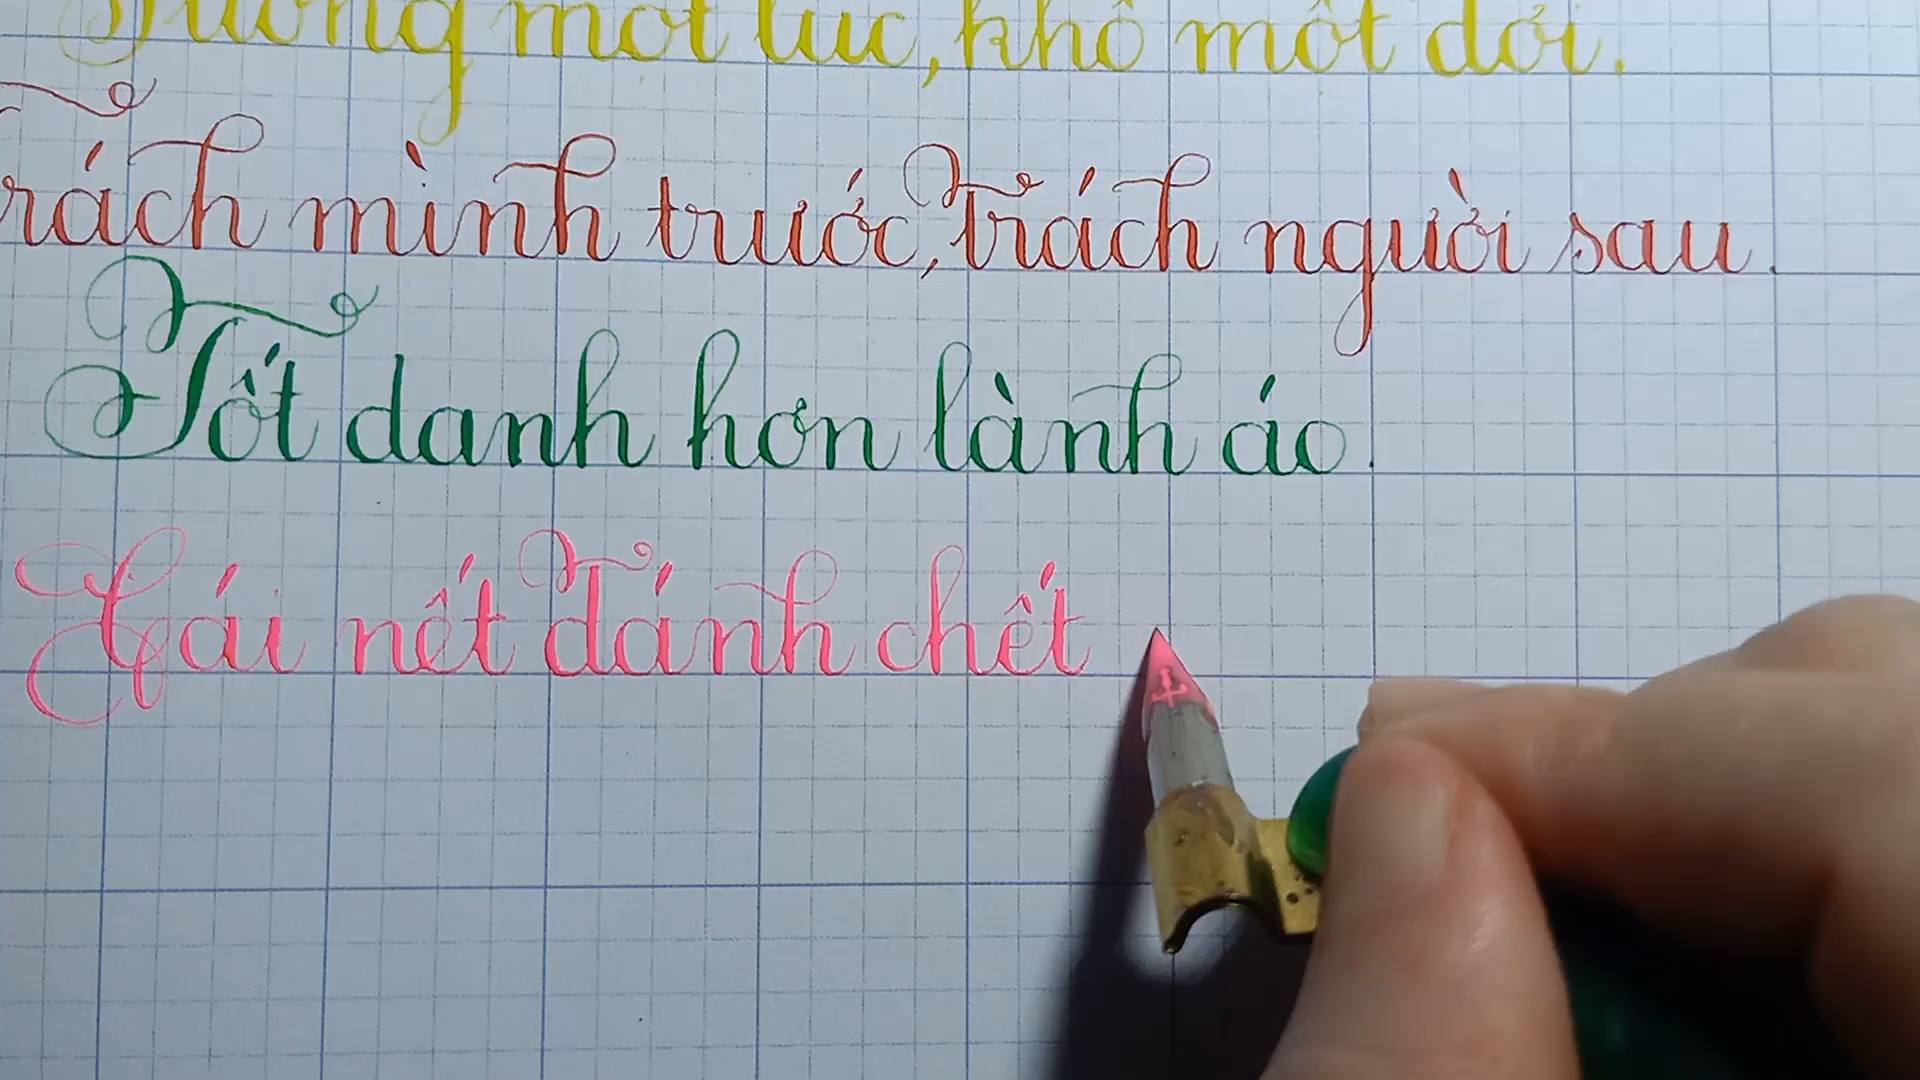 Sướng một lúc, khổ một đời.
Trách mình trước, trách người sau.
Tốt danh hơn lành áo.
Cái nết đánh chết